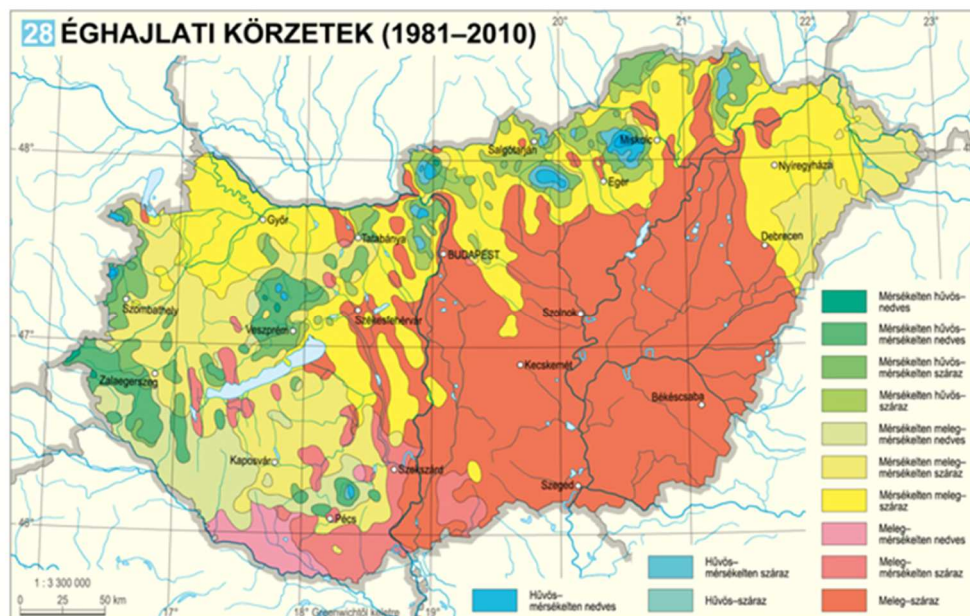 28 ÉGHAJLATI KÖRZETEK (1981–2010)
20°
21°
22°
23°
48°
48°
47°
47°
46°
46°
Salgótarján
Miskolc
Eger
Nyíregyháza
Győr
Tatabánya
BUDAPEST
Debrecen
Szombathely
Veszprém
Székesfehérvár
Szolnok
Zalaegerszeg
Kecskemét
Békéscsaba
Kaposvár
Szekszárd
Szeged
Pécs
Mérsékelten hűvös–
nedves
Mérsékelten hűvös–
mérsékelten nedves
Mérsékelten hűvös–
mérsékelten száraz
Mérsékelten hűvös–
száraz
Mérsékelten meleg–
mérsékelten nedves
Mérsékelten meleg–
mérsékelten száraz
Mérsékelten meleg–
száraz
Meleg–
mérsékelten nedves
Meleg–
mérsékelten száraz
Meleg–száraz
Hűvös–
mérsékelten száraz
Hűvös–
mérsékelten nedves
Hűvös–száraz
1 : 3 300 000
0 25 50 km
17°
18° Greenwichtől keletre
19°